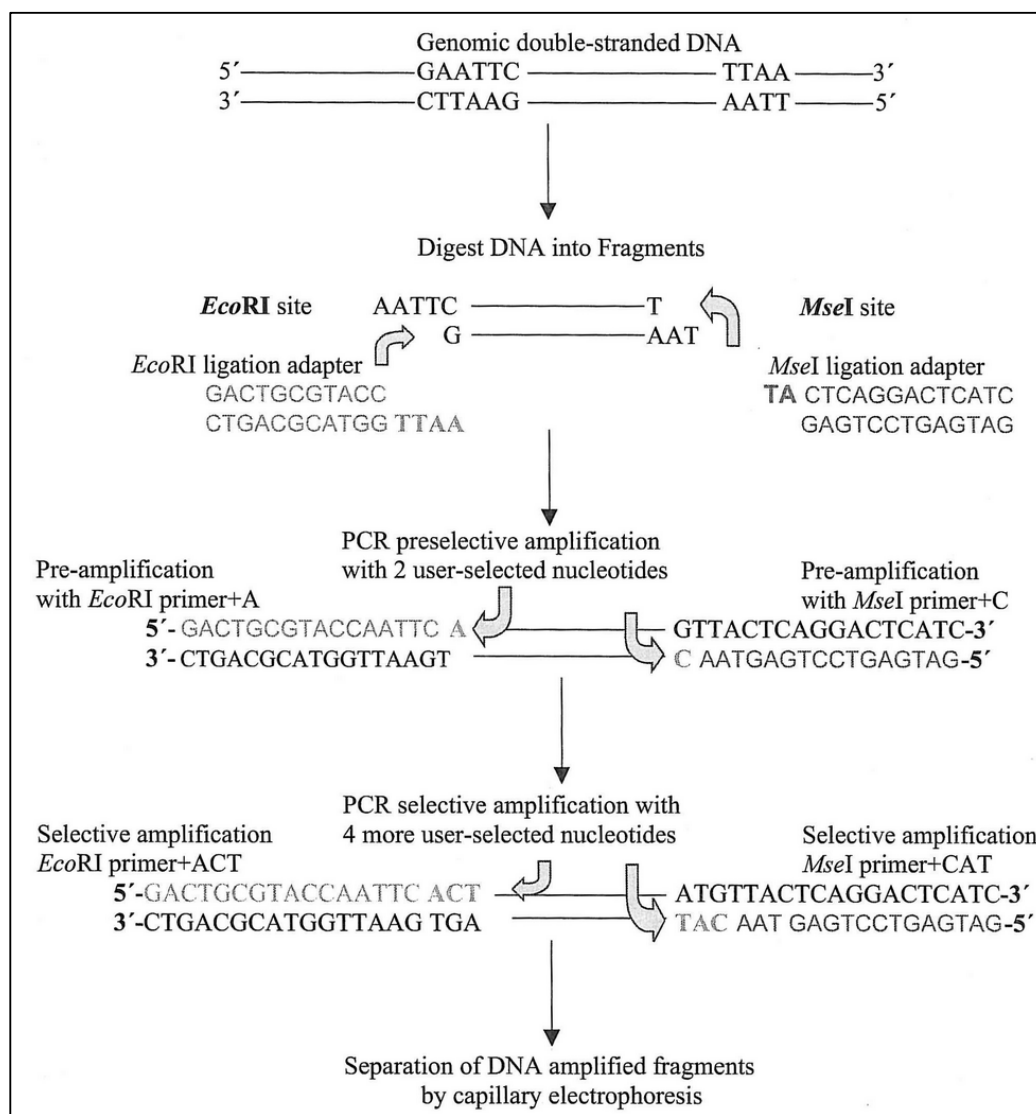 Genomic double-stranded DNA
5´ GAATTC TTAA 3´
3´ CTTAAG AATT 5´
Digest DNA into Fragments
EcoRI site AATTC T MseI site
G AAT
EcoRI ligation adapter MseI ligation adapter
GACTGCGTACC TA CTCAGGACTCATC
CTGACGCATGG TTAA GAGTCCTGAGTAG
PCR preselective amplification
with 2 user-selected nucleotides
Pre-amplification Pre-amplification
with EcoRI primer+A with MseI primer+C
5´- GACTGCGTACCAATTC A GTTACTCAGGACTCATC-3´
3´- CTGACGCATGGTTAAGT C AATGAGTCCTGAGTAG-5´
PCR selective amplification with
4 more user-selected nucleotides
Selective amplification Selective amplification
EcoRI primer+ACT MseI primer+CAT
5´-GACTGCGTACCAATTC ACT ATGTTACTCAGGACTCATC-3´
3´-CTGACGCATGGTTAAG TGA TAC AAT GAGTCCTGAGTAG-5´
Separation of DNA amplified fragments
by capillary electrophoresis